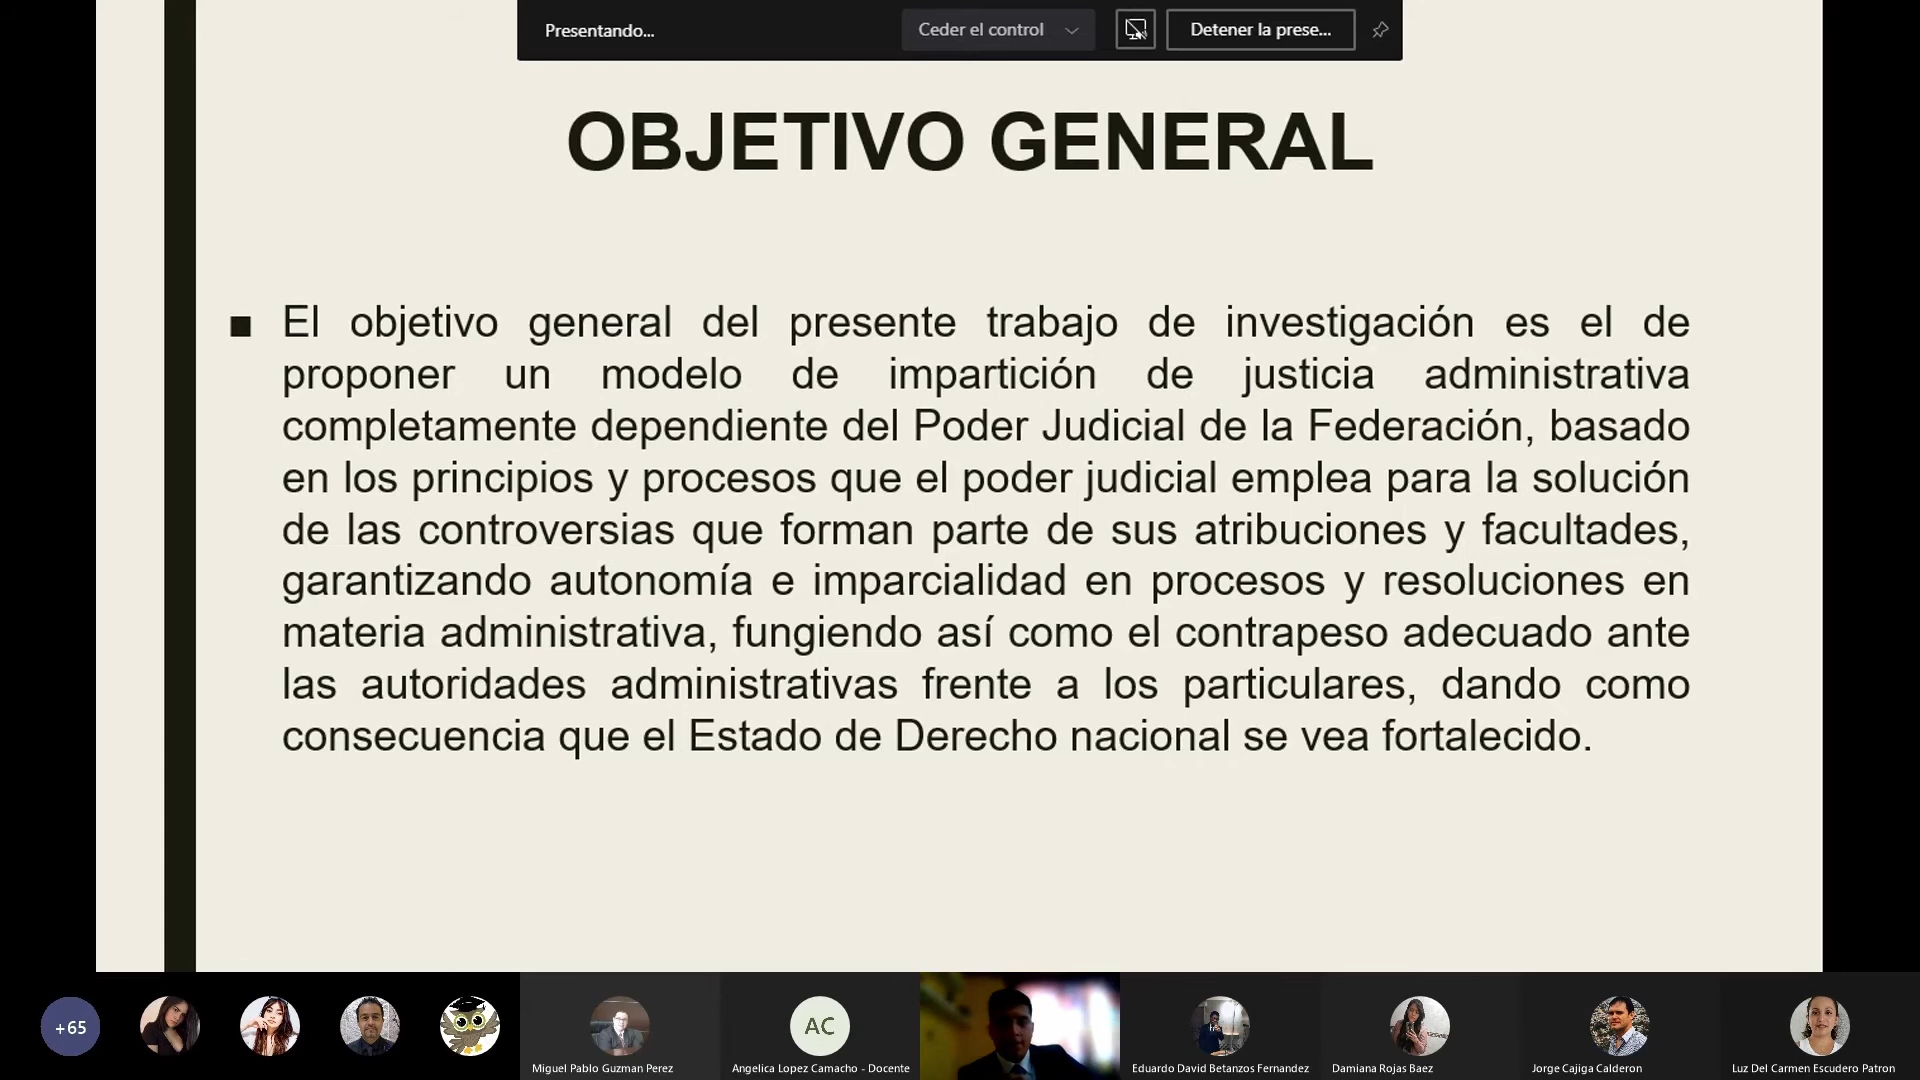 Presentando...
Ceder el control
Detener la prese...
OBJETIVO GENERAL
■ El objetivo general del presente trabajo de investigación es el de
proponer un modelo de impartición de justicia administrativa
completamente dependiente del Poder Judicial de la Federación, basado
en los principios y procesos que el poder judicial emplea para la solución
de las controversias que forman parte de sus atribuciones y facultades,
garantizando autonomía e imparcialidad en procesos y resoluciones en
materia administrativa, fungiendo así como el contrapeso adecuado ante
las autoridades administrativas frente a los particulares, dando como
consecuencia que el Estado de Derecho nacional se vea fortalecido.
+65
AC
Miguel Pablo Guzman Perez
Angelica Lopez Camacho - Docente
Eduardo David Betanzos Fernandez
Damiana Rojas Baez
Jorge Cajiga Calderon
Luz Del Carmen Escudero Patron